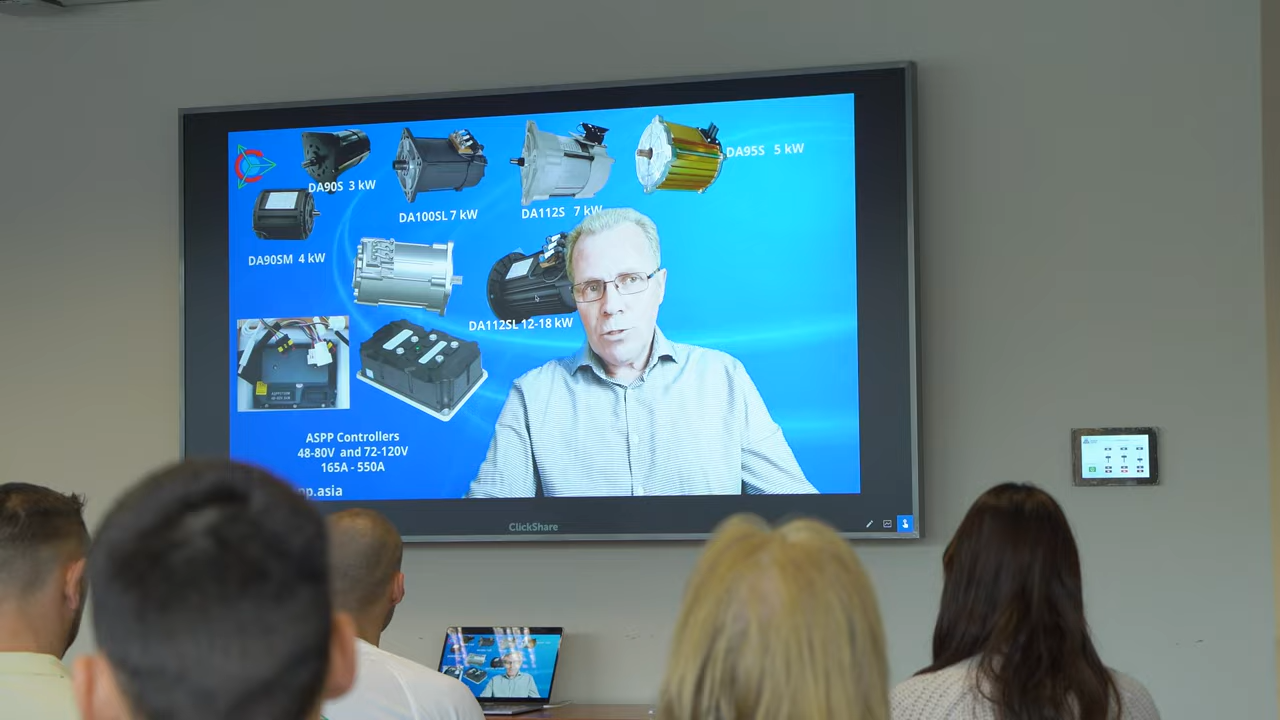 DA90S 3 kW
DA100SL 7 kW
DA112S 7 kW
DA95S 5 kW
DA90SM 4 kW
DA112SL 12-18 kW
ASPP Controllers
48-80V and 72-120V
165A - 550A
op.asia
ClickShare